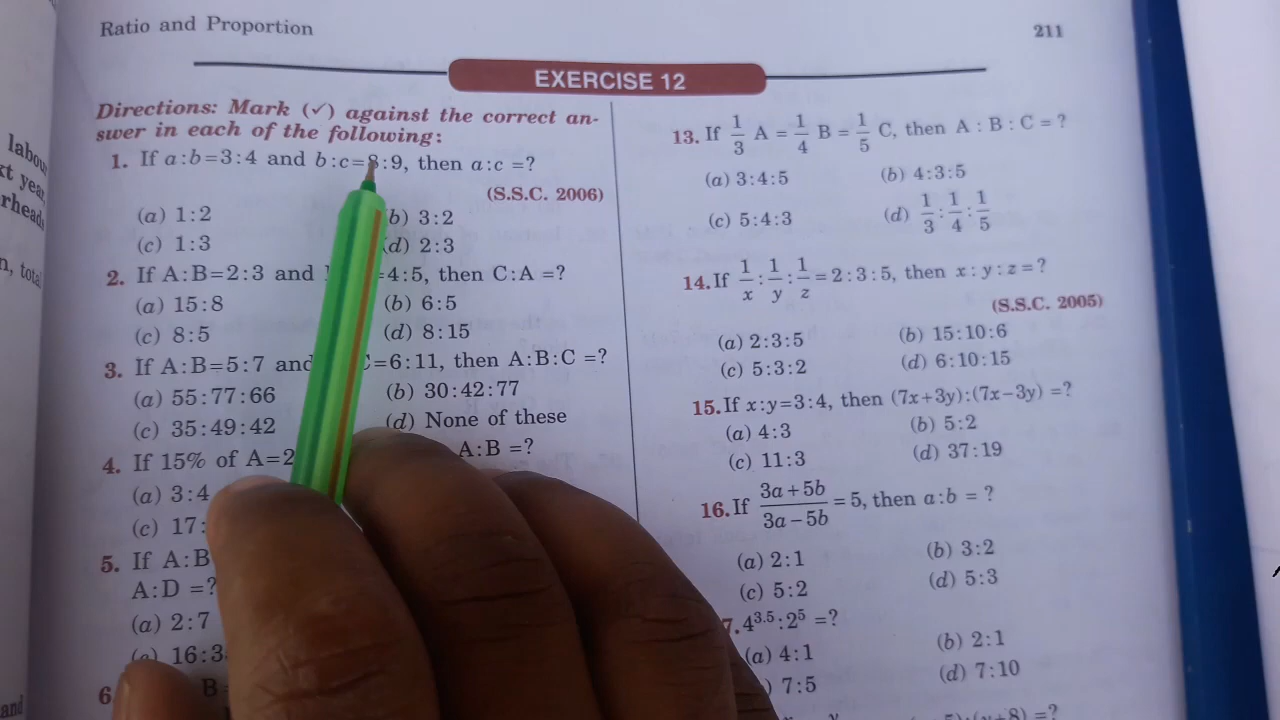 Ratio and Proportion
211
EXERCISE 12
Directions: Mark (✓) against the correct an-
swer in each of the following:
1. If a:b=3:4 and b:c=8:9, then a:c =?
(S.S.C. 2006)
(a) 1:2 (b) 3:2
(c) 1:3 (d) 2:3
2. If A:B=2:3 and =4:5, then C:A =?
(a) 15:8 (b) 6:5
(c) 8:5 (d) 8:15
3. If A:B=5:7 and C=6:11, then A:B:C =?
(a) 55:77:66 (b) 30:42:77
(c) 35:49:42 (d) None of these
4. If 15% of A=2 A:B =?
(a) 3:4
(c) 17:
5. If A:B
A:D =?
(a) 2:7
16:3
6 B
13. If 1/3 A = 1/4 B = 1/5 C, then A:B:C = ?
(a) 3:4:5 (b) 4:3:5
(c) 5:4:3 (d) 1/3 : 1/4 : 1/5
14. If 1/x : 1/y : 1/z = 2:3:5, then x:y:z = ?
(S.S.C. 2005)
(a) 2:3:5 (b) 15:10:6
(c) 5:3:2 (d) 6:10:15
15. If x:y=3:4, then (7x+3y):(7x−3y) =?
(a) 4:3 (b) 5:2
(c) 11:3 (d) 37:19
16. If (3a+5b)/(3a−5b) = 5, then a:b = ?
(a) 2:1 (b) 3:2
(c) 5:2 (d) 5:3
7. 4^3.5 : 2^5 =?
(a) 4:1 (b) 2:1
) 7:5 (d) 7:10
labou
xt year,
rheads
n, total
and